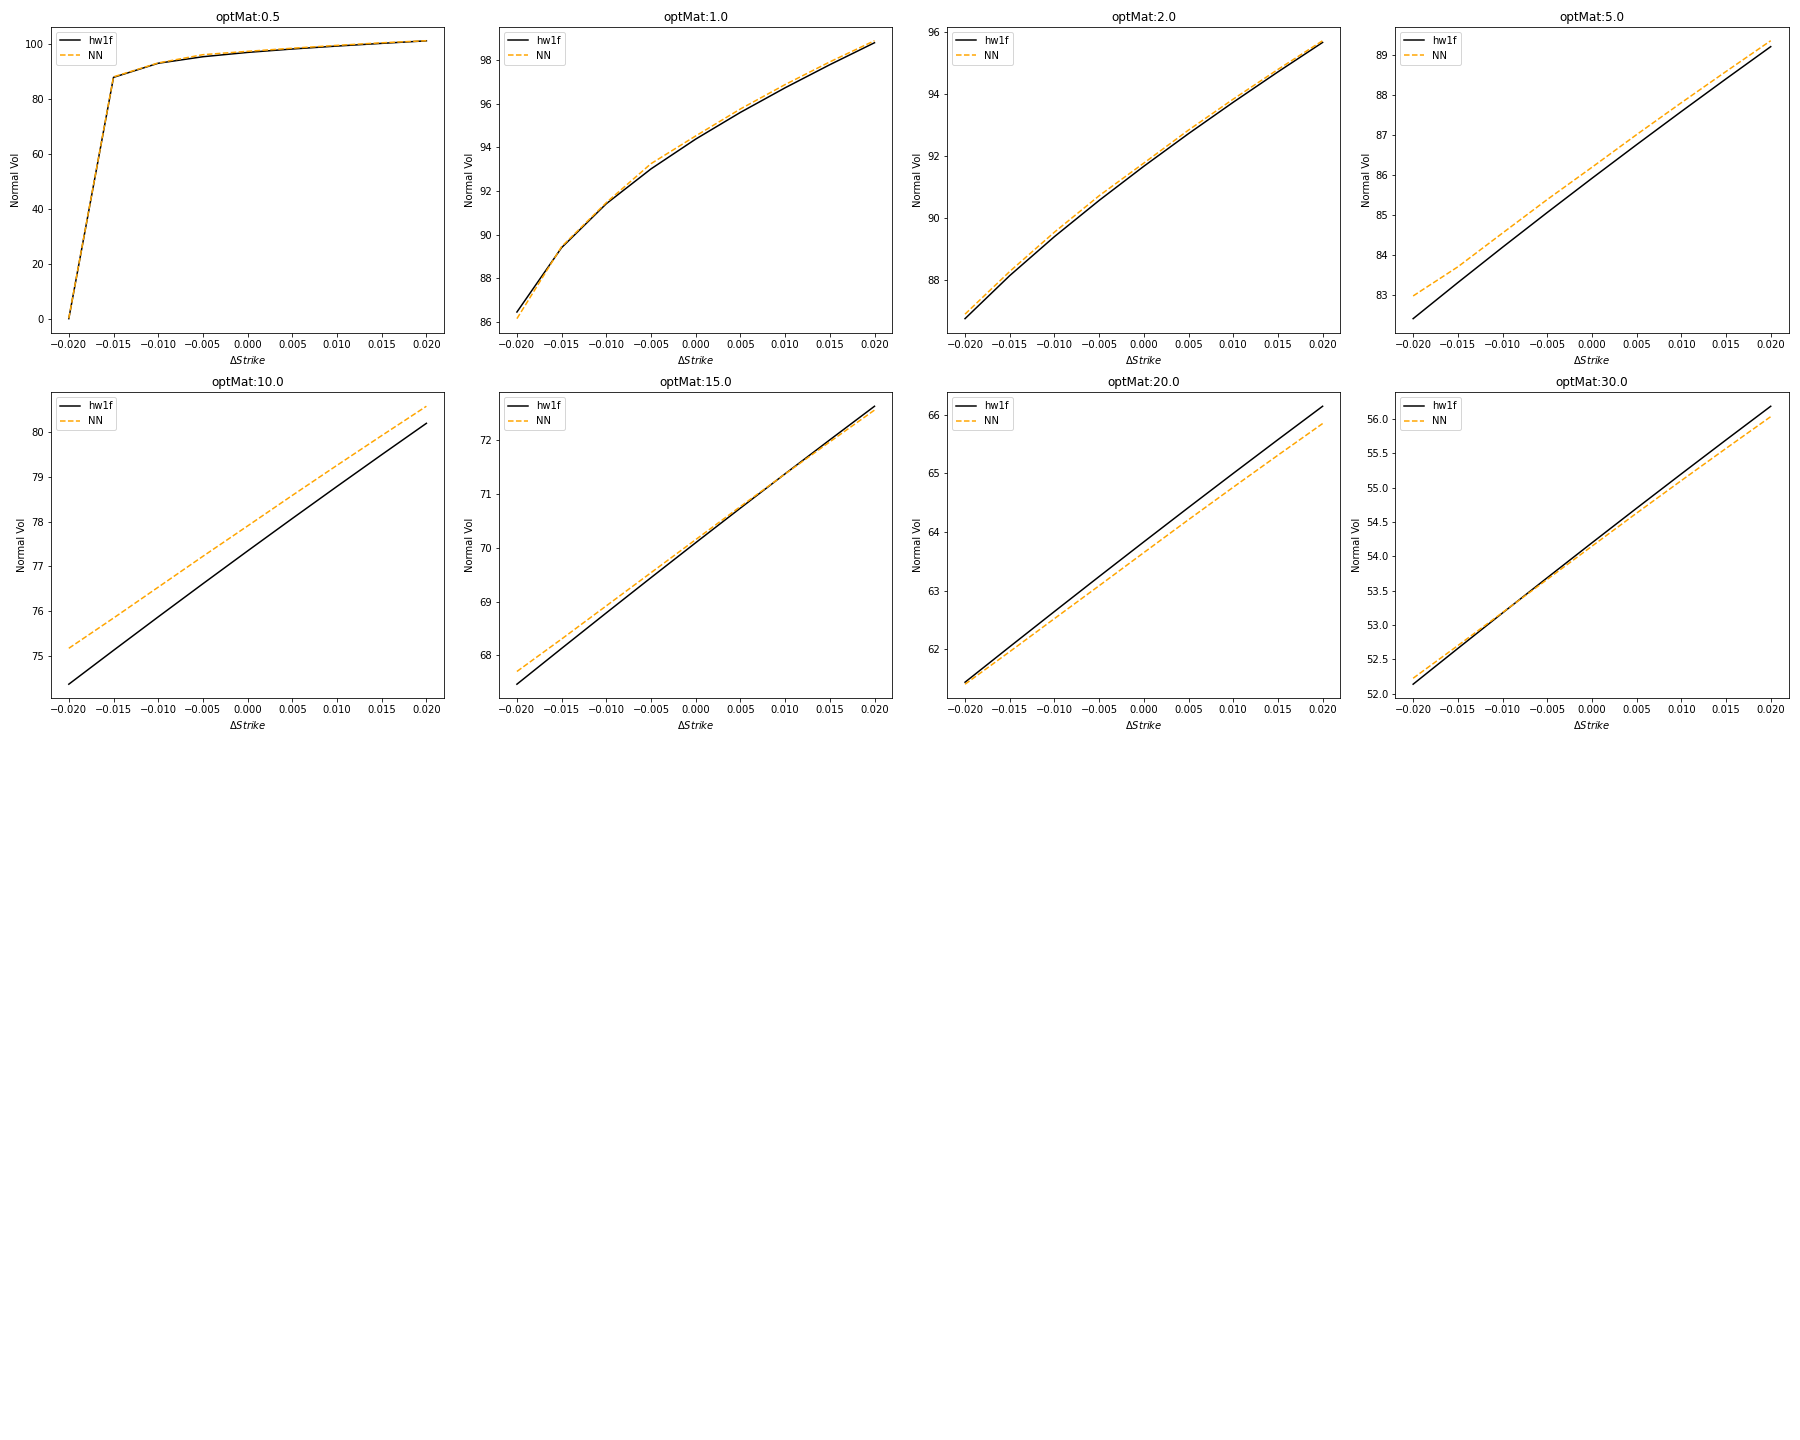 optMat:0.5
hw1f
NN
Normal Vol
100
80
60
40
20
0
−0.020 −0.015 −0.010 −0.005 0.000 0.005 0.010 0.015 0.020
ΔStrike
optMat:1.0
hw1f
NN
Normal Vol
98
96
94
92
90
88
86
−0.020 −0.015 −0.010 −0.005 0.000 0.005 0.010 0.015 0.020
ΔStrike
optMat:2.0
hw1f
NN
Normal Vol
96
94
92
90
88
−0.020 −0.015 −0.010 −0.005 0.000 0.005 0.010 0.015 0.020
ΔStrike
optMat:5.0
hw1f
NN
Normal Vol
89
88
87
86
85
84
83
−0.020 −0.015 −0.010 −0.005 0.000 0.005 0.010 0.015 0.020
ΔStrike
optMat:10.0
hw1f
NN
Normal Vol
80
79
78
77
76
75
−0.020 −0.015 −0.010 −0.005 0.000 0.005 0.010 0.015 0.020
ΔStrike
optMat:15.0
hw1f
NN
Normal Vol
72
71
70
69
68
−0.020 −0.015 −0.010 −0.005 0.000 0.005 0.010 0.015 0.020
ΔStrike
optMat:20.0
hw1f
NN
Normal Vol
66
65
64
63
62
−0.020 −0.015 −0.010 −0.005 0.000 0.005 0.010 0.015 0.020
ΔStrike
optMat:30.0
hw1f
NN
Normal Vol
56.0
55.5
55.0
54.5
54.0
53.5
53.0
52.5
52.0
−0.020 −0.015 −0.010 −0.005 0.000 0.005 0.010 0.015 0.020
ΔStrike